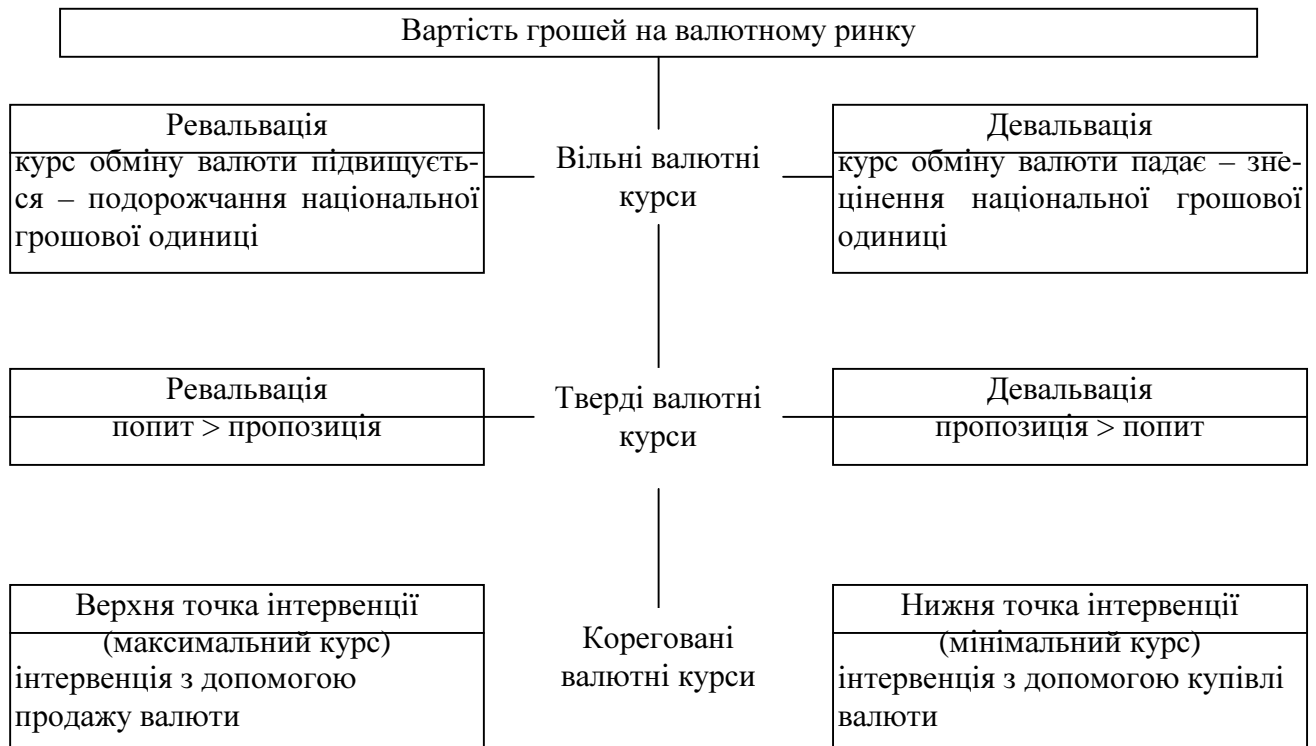 Вартість грошей на валютному ринку
Ревальвація
курс обміну валюти підвищуєть-
ся – подорожчання національної
грошової одиниці
Вільні валютні
курси
Девальвація
курс обміну валюти падає – зне-
цінення національної грошової
одиниці
Ревальвація
попит > пропозиція
Тверді валютні
курси
Девальвація
пропозиція > попит
Верхня точка інтервенції
(максимальний курс)
інтервенція з допомогою
продажу валюти
Кореговані
валютні курси
Нижня точка інтервенції
(мінімальний курс)
інтервенція з допомогою купівлі
валюти